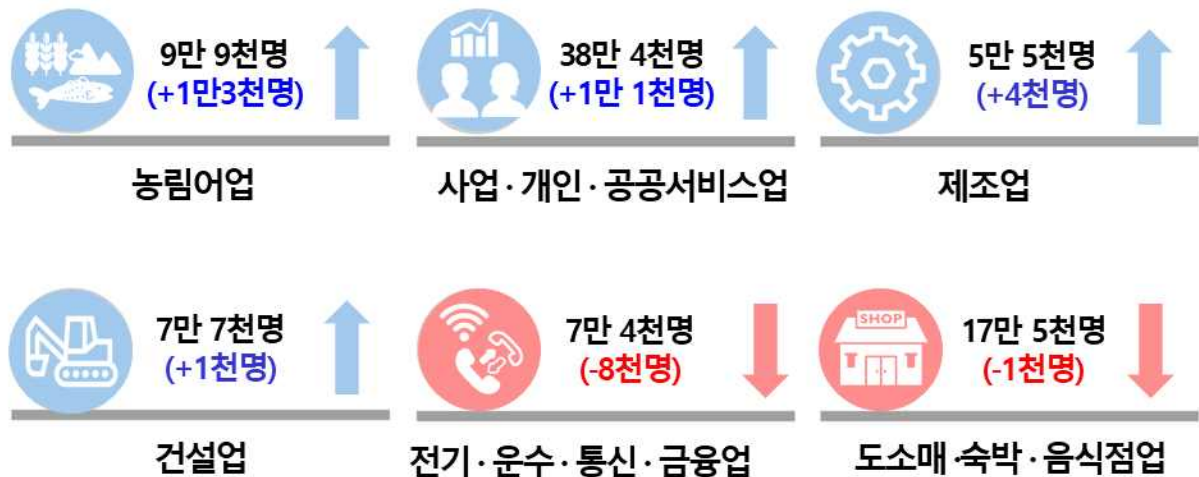 9만 9천명
(+1만3천명)
농림어업
38만 4천명
(+1만 1천명)
사업·개인·공공서비스업
5만 5천명
(+4천명)
제조업
7만 7천명
(+1천명)
건설업
7만 4천명
(-8천명)
전기·운수·통신·금융업
SHOP
17만 5천명
(-1천명)
도소매·숙박·음식점업